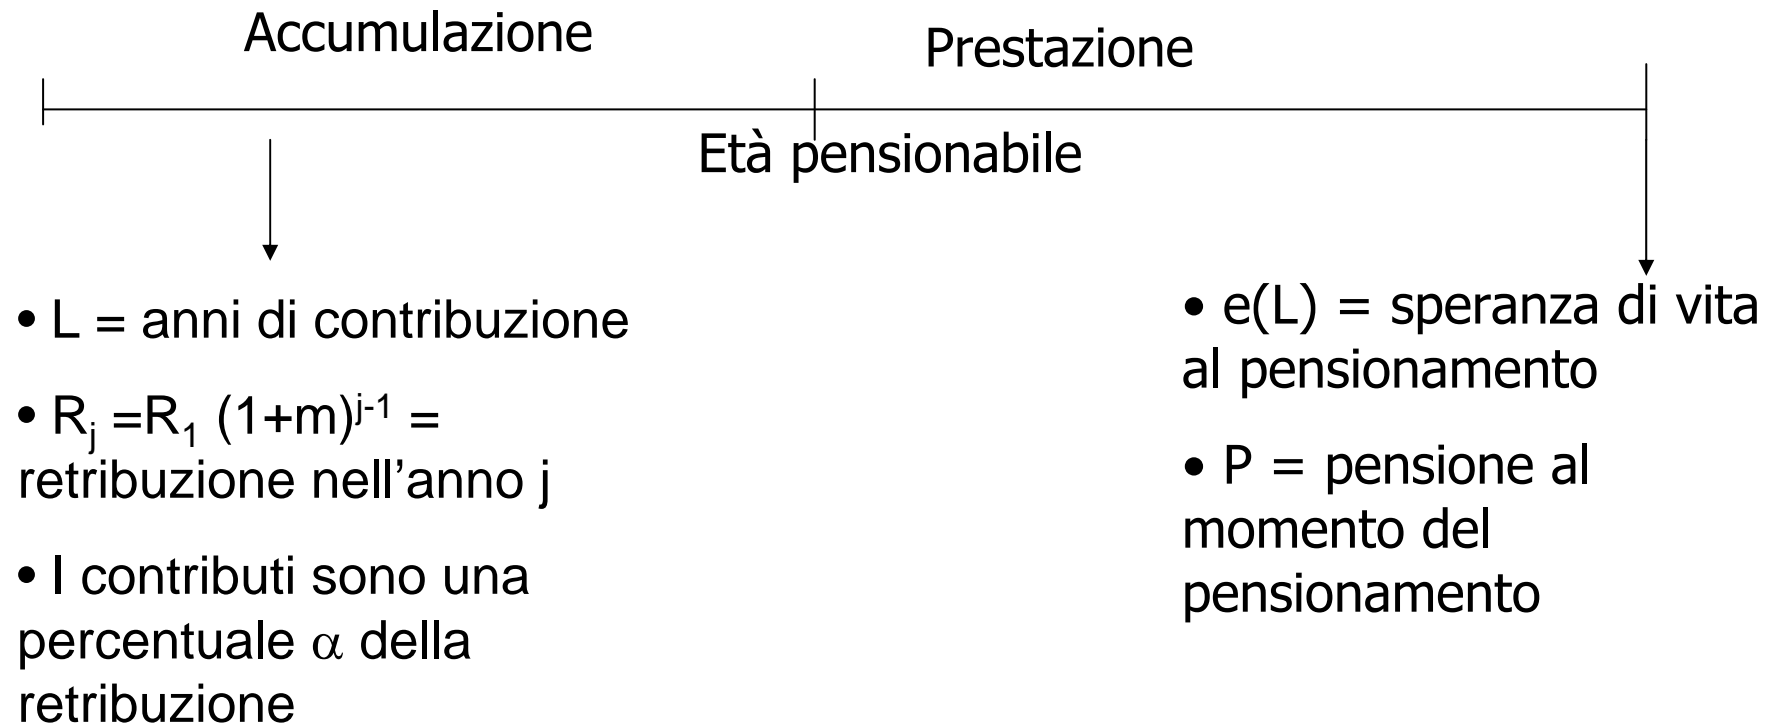 Accumulazione
Prestazione
Età pensionabile
• L = anni di contribuzione
• Rj =R1 (1+m)j-1 =
retribuzione nell’anno j
• I contributi sono una
percentuale α della
retribuzione
• e(L) = speranza di vita
al pensionamento
• P = pensione al
momento del
pensionamento